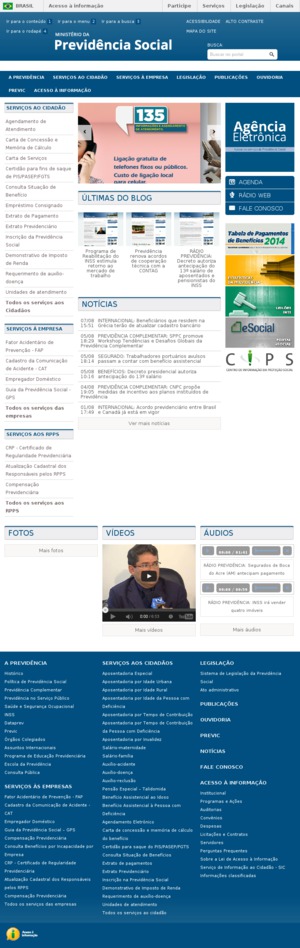 BRASIL
Acesso à informação
Participe
Serviços
Legislação
Canais
Ir para o conteúdo 1
Ir para o menu 2
Ir para a busca 3
Ir para o rodapé 4
ACESSIBILIDADE
ALTO CONTRASTE
MAPA DO SITE
MINISTÉRIO DA
Previdência Social
BUSCA
A PREVIDÊNCIA
SERVIÇOS AO CIDADÃO
SERVIÇOS À EMPRESA
LEGISLAÇÃO
PUBLICAÇÕES
OUVIDORIA
PREVIC
ACESSO À INFORMAÇÃO
SERVIÇOS AO CIDADÃO
Agendamento de
Atendimento
Carta de Concessão e
Memória de Cálculo
Carta de Serviços
Certidão para fins de saque
de PIS/PASEP/FGTS
Consulta Situação de
Benefício
Empréstimo Consignado
Extrato de Pagamento
Extrato Previdenciário
Inscrição da Previdência
Social
Demonstrativo de Imposto
de Renda
Requerimento de auxílio-
doença
Unidades de atendimento
Todos os serviços aos
Cidadãos
SERVIÇOS À EMPRESA
Fator Acidentário de
Prevenção - FAP
Cadastro da Comunicação
de Acidente - CAT
Empregador Doméstico
Guia da Previdência Social -
GPS
Todos os serviços das
empresas
SERVIÇOS AOS RPPS
CRP - Certificado de
Regularidade Previdenciária
Atualização Cadastral dos
Responsáveis pelos RPPS
Compensação
Previdenciária
Todos os serviços aos
RPPS
135
Ligação gratuita de
telefones fixos ou públicos.
Custo de ligação local
para celular.
ÚLTIMAS DO BLOG
Programa de
Reabilitação do
INSS estimula
retorno ao
mercado de
trabalho
Previdência
renova acordos
de cooperação
técnica com a
CONTAG
RÁDIO
PREVIDÊNCIA:
Decreto autoriza
antecipação do
13º salário de
aposentados e
pensionistas do
INSS
NOTÍCIAS
07/08 INTERNACIONAL: Beneficiários que residem na
15:51 Grécia terão de atualizar cadastro bancário
05/08 PREVIDÊNCIA COMPLEMENTAR: SPPC promove
18:29 Workshop Tendências e Desafios Globais da
Previdência Complementar
05/08 SEGURADO: Trabalhadores portuários avulsos
18:14 passam a contar com benefício assistencial
05/08 BENEFÍCIOS: Decreto presidencial autoriza
10:16 antecipação do 13º salário
04/08 PREVIDÊNCIA COMPLEMENTAR: CNPC propõe
19:05 medidas de incentivo aos planos instituídos de
Previdência
01/08 INTERNACIONAL: Acordo previdenciário entre Brasil
17:49 e Canadá já está em vigor
Ver mais notícias
Agência
Eletrônica
AGENDA
RÁDIO WEB
FALE CONOSCO
Tabela de Pagamentos
de Benefícios 2014
eSocial
CIPS
FOTOS
Mais fotos
VÍDEOS
Mais vídeos
ÁUDIOS
RÁDIO PREVIDÊNCIA: Segurados de Boca
do Acre (AM) antecipam pagamento
RÁDIO PREVIDÊNCIA: INSS irá vender
quatro imóveis
Mais áudios
A PREVIDÊNCIA
Histórico
Política de Previdência Social
Previdência Complementar
Previdência no Serviço Público
Saúde e Segurança Ocupacional
INSS
Dataprev
Previc
Órgãos Colegiados
Assuntos Internacionais
Programa de Educação Previdenciária
Escola da Previdência
Consulta Pública
SERVIÇOS ÀS EMPRESAS
Fator Acidentário de Prevenção - FAP
Cadastro da Comunicação de Acidente -
CAT
Empregador Doméstico
Guia da Previdência Social - GPS
Compensação Previdenciária
Consulta Benefícios por Incapacidade por
Empresa
CRP - Certificado de Regularidade
Previdenciária
Atualização Cadastral dos Responsáveis
pelos RPPS
Compensação Previdenciária
Todos os serviços das empresas
SERVIÇOS AOS CIDADÃOS
Aposentadoria Especial
Aposentadoria por Idade Urbana
Aposentadoria por Idade Rural
Aposentadoria por Idade da Pessoa com
Deficiência
Aposentadoria por Tempo de Contribuição
Aposentadoria por Tempo de Contribuição
da Pessoa com Deficiência
Aposentadoria por Invalidez
Salário-maternidade
Salário-família
Auxílio-acidente
Auxílio-doença
Auxílio-reclusão
Pensão Especial - Talidomida
Benefício Assistencial ao Idoso
Benefício Assistencial à Pessoa com
Deficiência
Agendamento Eletrônico
Carta de concessão e memória de cálculo
do benefício
Certidão para saque do PIS/PASEP/FGTS
Consulta Situação de Benefícios
Extrato de pagamentos
Extrato Previdenciário
Inscrição na Previdência Social
Demonstrativo de Imposto de Renda
Requerimento de auxílio-doença
Unidades de atendimento
Todos os serviços ao cidadão
LEGISLAÇÃO
Sistema de Legislação da Previdência
Social
Ato administrativo
PUBLICAÇÕES
OUVIDORIA
PREVIC
NOTÍCIAS
FALE CONOSCO
ACESSO À INFORMAÇÃO
Institucional
Programas e Ações
Auditorias
Convênios
Despesas
Licitações e Contratos
Servidores
Perguntas Frequentes
Sobre a Lei de Acesso à Informação
Serviço de Informação ao Cidadão - SIC
Informações classificadas
Acesso à
Informação